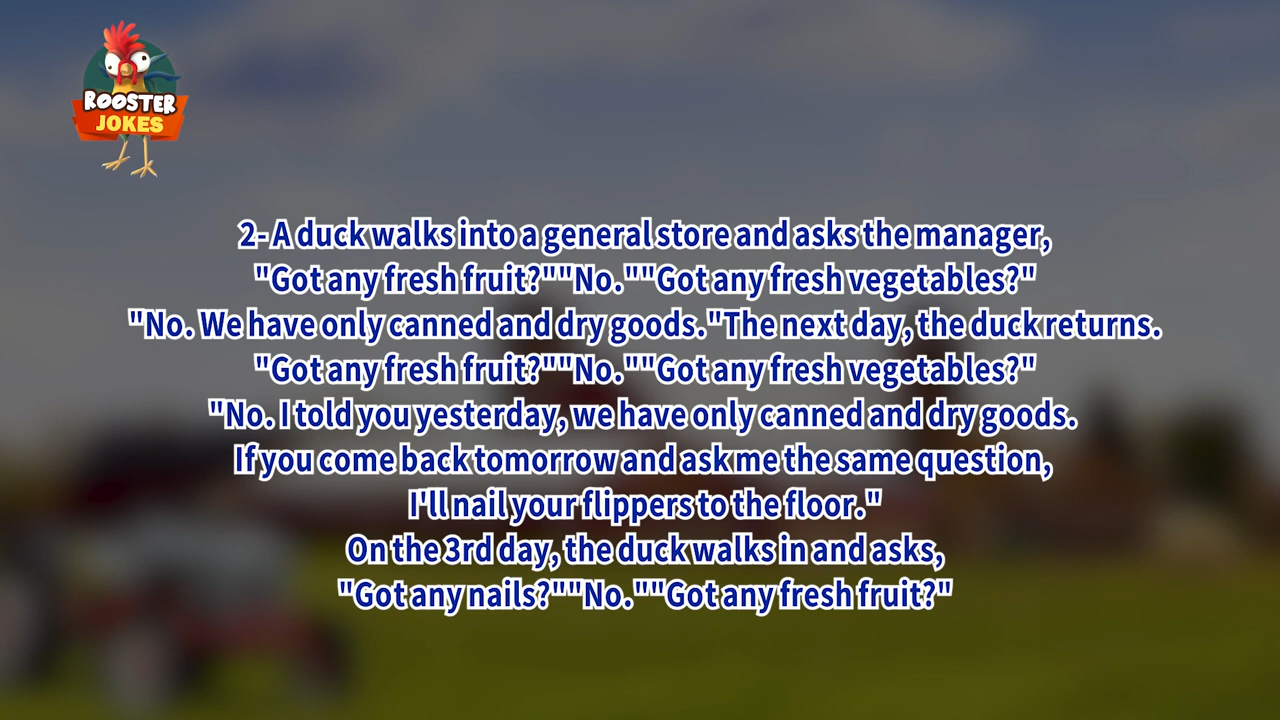 ROOSTER
JOKES
2- A duck walks into a general store and asks the manager,
"Got any fresh fruit?""No.""Got any fresh vegetables?"
"No. We have only canned and dry goods."The next day, the duck returns.
"Got any fresh fruit?""No.""Got any fresh vegetables?"
"No. I told you yesterday, we have only canned and dry goods.
If you come back tomorrow and ask me the same question,
I'll nail your flippers to the floor."
On the 3rd day, the duck walks in and asks,
"Got any nails?""No.""Got any fresh fruit?"